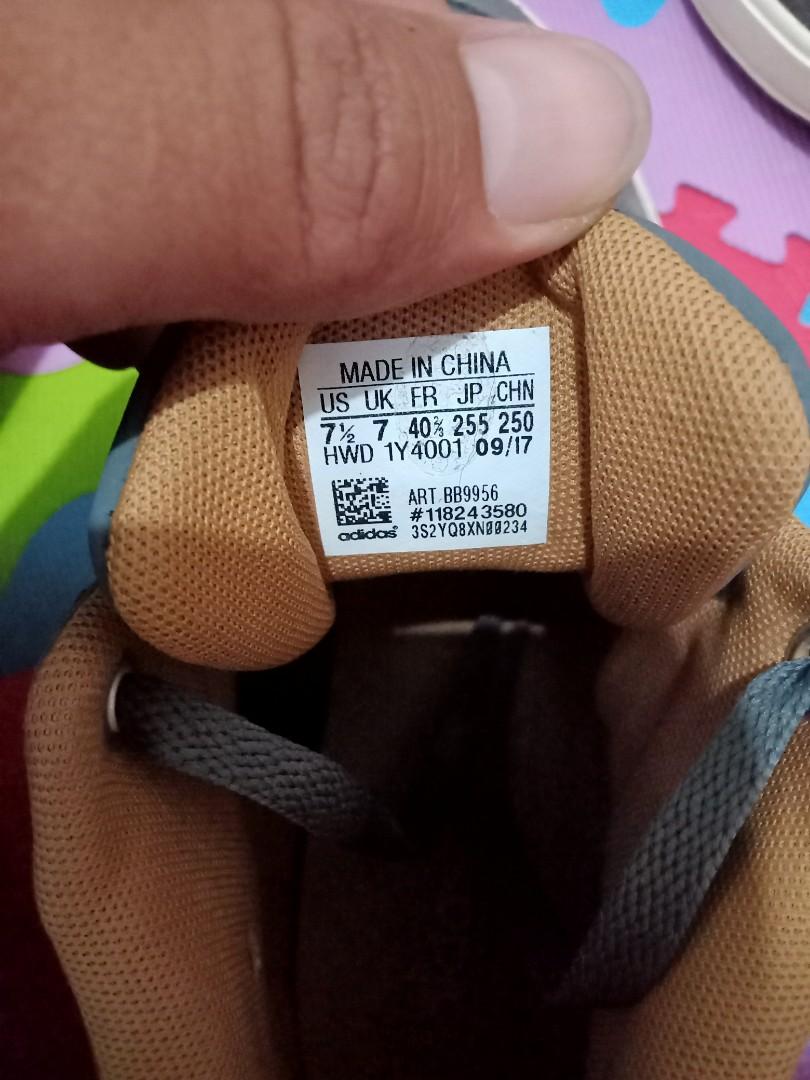 MADE IN CHINA
US UK FR JP CHN
7½ 7 40⅔ 255 250
HWD 1Y4001 09/17
ART BB9956
#118243580
adidas® 3S2YQ8XN00234